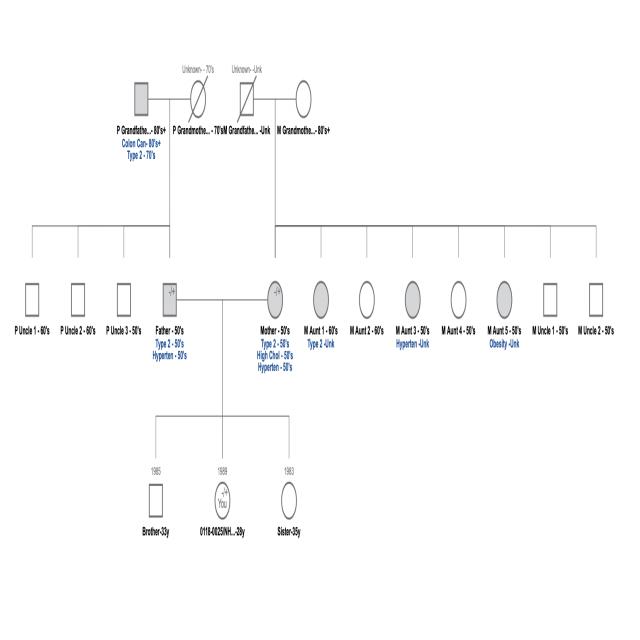 Unknown- - 70's
Unknown- -Unk
P Grandfathe...- 80's+
P Grandmothe... - 70's
M Grandfathe... -Unk
M Grandmothe...- 80's+
Colon Can- 80's+
Type 2 - 70's
-/+
-/+
P Uncle 1 - 60's
P Uncle 2 - 60's
P Uncle 3 - 50's
Father - 50's
Mother - 50's
M Aunt 1 - 60's
M Aunt 2 - 60's
M Aunt 3 - 50's
M Aunt 4 - 50's
M Aunt 5 - 50's
M Uncle 1 - 50's
M Uncle 2 - 50's
Type 2 - 50's
Hyperten - 50's
Type 2 - 50's
High Chol - 50's
Hyperten - 50's
Type 2 -Unk
Hyperten -Unk
Obesity -Unk
1985
1989
1983
-/+
You
Brother-33y
0118-0025INH...-28y
Sister-35y